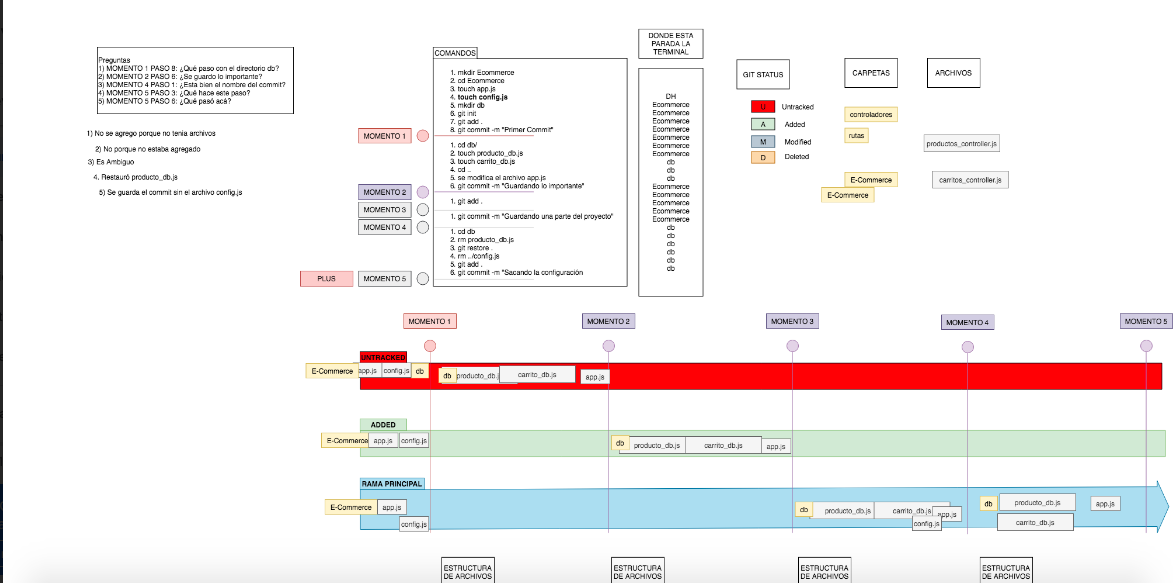 Preguntas
1) MOMENTO 1 PASO 8: ¿Qué paso con el directorio db?
2) MOMENTO 2 PASO 6: ¿Se guardo lo importante?
3) MOMENTO 4 PASO 1: ¿Esta bien el nombre del commit?
4) MOMENTO 5 PASO 3: ¿Qué hace este paso?
5) MOMENTO 5 PASO 6: ¿Qué pasó acá?
1) No se agrego porque no tenia archivos
2) No porque no estaba agregado
3) Es Ambiguo
4. Restauró producto_db.js
5) Se guarda el commit sin el archivo config.js
COMANDOS
1. mkdir Ecommerce
2. cd Ecommerce
3. touch app.js
4. touch config.js
5. mkdir db
6. git init
7. git add .
8. git commit -m "Primer Commit"
MOMENTO 1
1. cd db/
2. touch producto_db.js
3. touch carrito_db.js
4. cd ..
5. se modifica el archivo app.js
6. git commit -m "Guardando lo importante"
MOMENTO 2
1. git add .
MOMENTO 3
1. git commit -m "Guardando una parte del proyecto"
MOMENTO 4
1. cd db
2. rm producto_db.js
3. git restore .
4. rm ../config.js
5. git add .
6. git commit -m "Sacando la configuración
PLUS
MOMENTO 5
DONDE ESTA
PARADA LA
TERMINAL
DH
Ecommerce
Ecommerce
Ecommerce
Ecommerce
Ecommerce
Ecommerce
Ecommerce
db
db
db
Ecommerce
Ecommerce
Ecommerce
Ecommerce
Ecommerce
db
db
db
db
db
db
GIT STATUS
U Untracked
A Added
M Modified
D Deleted
CARPETAS
controladores
rutas
E-Commerce
E-Commerce
ARCHIVOS
productos_controller.js
carritos_controller.js
MOMENTO 1
MOMENTO 2
MOMENTO 3
MOMENTO 4
MOMENTO 5
UNTRACKED
E-Commerce
app.js
config.js
db
db
producto_db.j
carrito_db.js
app.js
ADDED
E-Commerce
app.js
config.js
db
producto_db.js
carrito_db.js
app.js
RAMA PRINCIPAL
E-Commerce
app.js
config.js
db
producto_db.js
carrito_db.js
app.js
config.js
db
producto_db.js
app.js
carrito_db.js
ESTRUCTURA
DE ARCHIVOS
ESTRUCTURA
DE ARCHIVOS
ESTRUCTURA
DE ARCHIVOS
ESTRUCTURA
DE ARCHIVOS